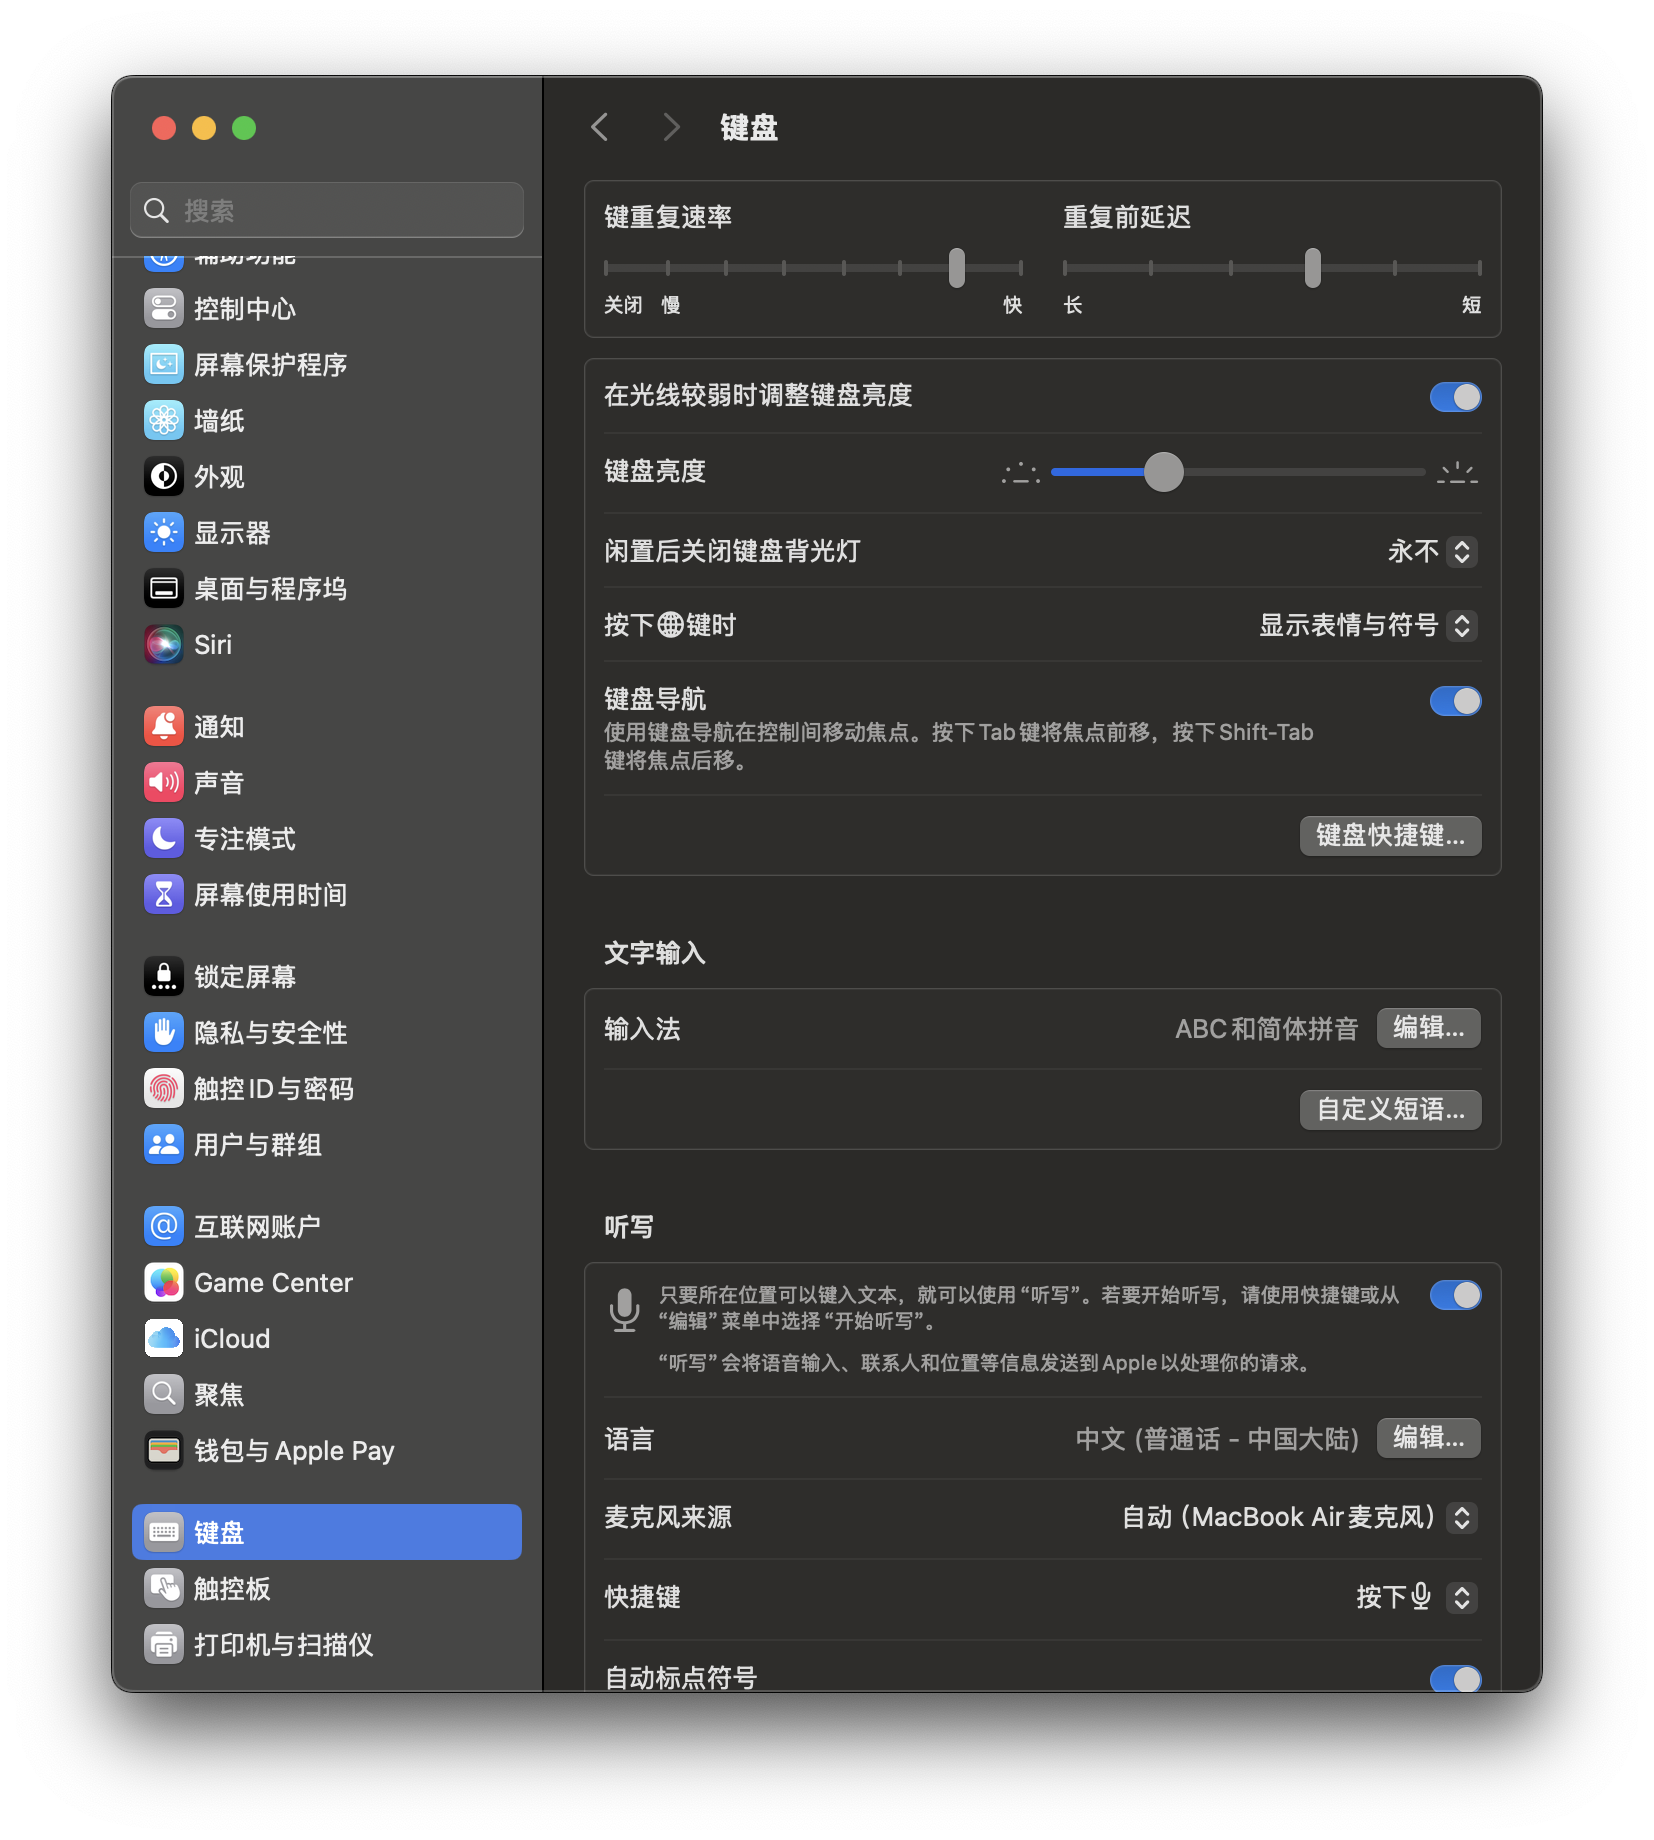 搜索
辅助功能
控制中心
屏幕保护程序
墙纸
外观
显示器
桌面与程序坞
Siri
通知
声音
专注模式
屏幕使用时间
锁定屏幕
隐私与安全性
触控 ID 与密码
用户与群组
互联网账户
Game Center
iCloud
聚焦
钱包与 Apple Pay
键盘
触控板
打印机与扫描仪
键盘
键重复速率
重复前延迟
关闭 慢 快
长 短
在光线较弱时调整键盘亮度
键盘亮度
闲置后关闭键盘背光灯 永不
按下键时 显示表情与符号
键盘导航
使用键盘导航在控制间移动焦点。按下 Tab 键将焦点前移，按下 Shift-Tab
键将焦点后移。
键盘快捷键...
文字输入
输入法 ABC 和简体拼音 编辑...
自定义短语...
听写
只要所在位置可以键入文本，就可以使用“听写”。若要开始听写，请使用快捷键或从
“编辑”菜单中选择“开始听写”。
“听写”会将语音输入、联系人和位置等信息发送到 Apple 以处理你的请求。
语言 中文 (普通话 - 中国大陆) 编辑...
麦克风来源 自动（MacBook Air麦克风）
快捷键 按下
自动标点符号